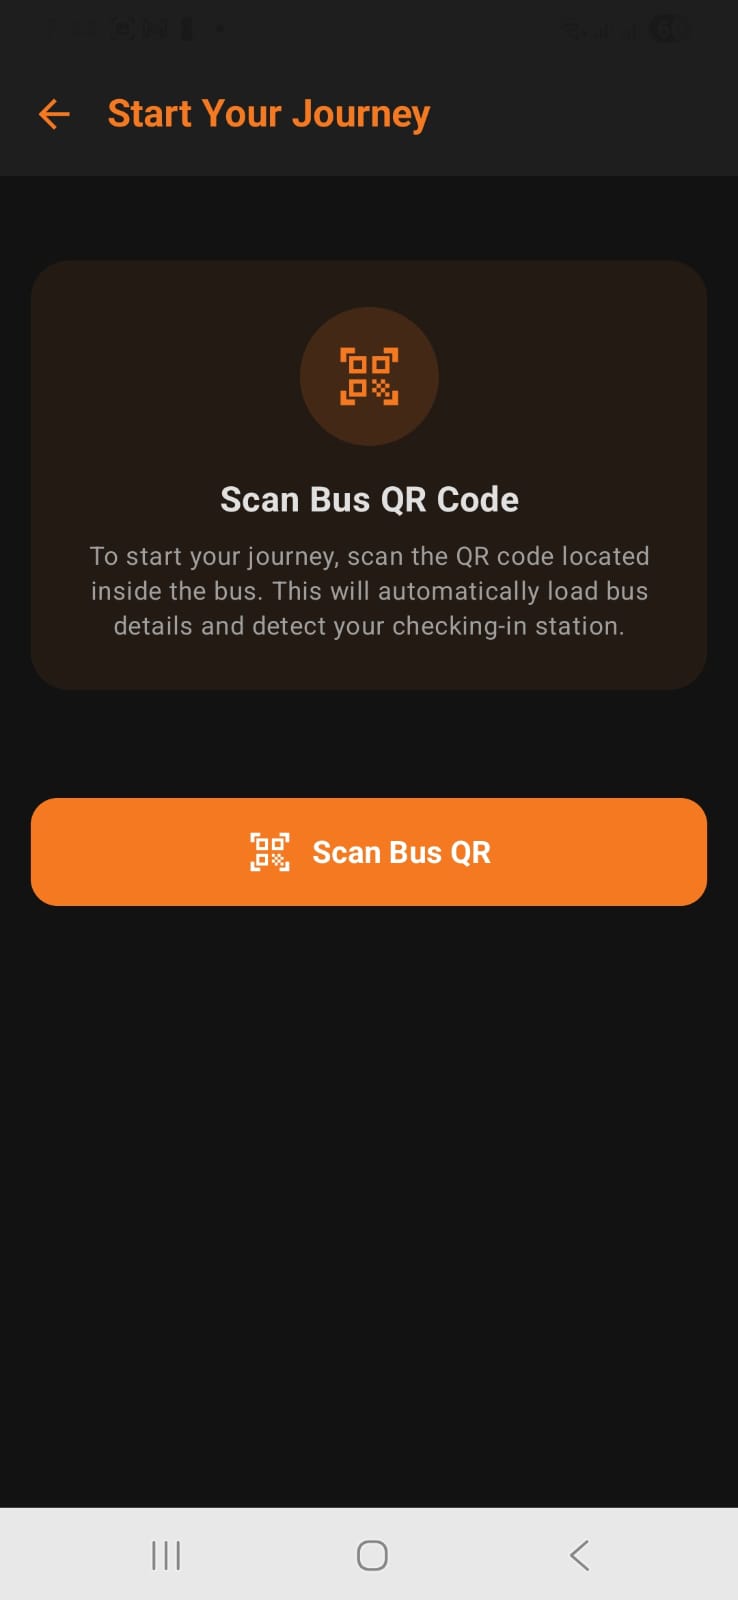 Start Your Journey
Scan Bus QR Code
To start your journey, scan the QR code located
inside the bus. This will automatically load bus
details and detect your checking-in station.
Scan Bus QR